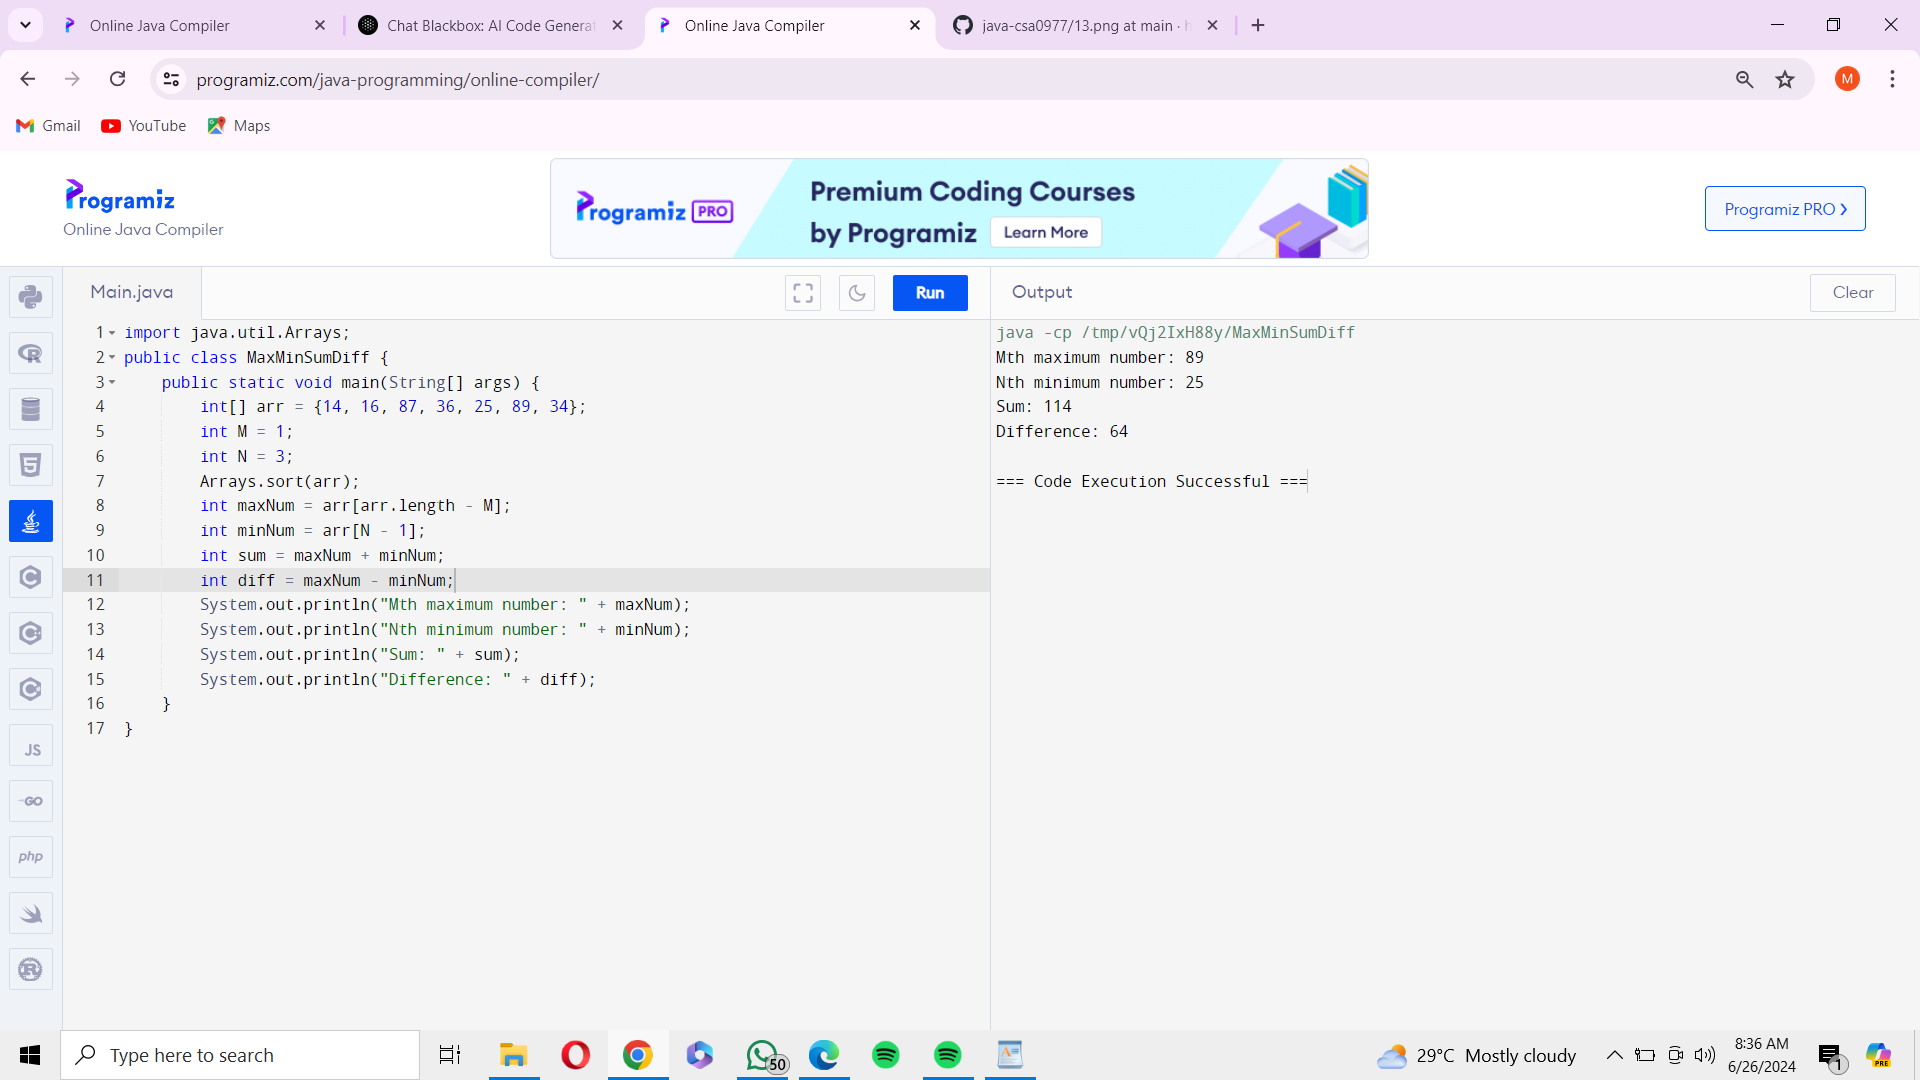 Online Java Compiler
Chat Blackbox: AI Code Generat
Online Java Compiler
java-csa0977/13.png at main · h
programiz.com/java-programming/online-compiler/
M
Gmail
YouTube
Maps
Programiz
Online Java Compiler
Programiz PRO
Premium Coding Courses
by Programiz
Learn More
Programiz PRO ›
Main.java
Run
Output
Clear
1 import java.util.Arrays;
2 public class MaxMinSumDiff {
3     public static void main(String[] args) {
4         int[] arr = {14, 16, 87, 36, 25, 89, 34};
5         int M = 1;
6         int N = 3;
7         Arrays.sort(arr);
8         int maxNum = arr[arr.length - M];
9         int minNum = arr[N - 1];
10         int sum = maxNum + minNum;
11         int diff = maxNum - minNum;
12         System.out.println("Mth maximum number: " + maxNum);
13         System.out.println("Nth minimum number: " + minNum);
14         System.out.println("Sum: " + sum);
15         System.out.println("Difference: " + diff);
16     }
17 }
java -cp /tmp/vQj2IxH88y/MaxMinSumDiff
Mth maximum number: 89
Nth minimum number: 25
Sum: 114
Difference: 64
=== Code Execution Successful ===
JS
GO
php
Type here to search
50
29°C Mostly cloudy
8:36 AM
6/26/2024
1
PRE